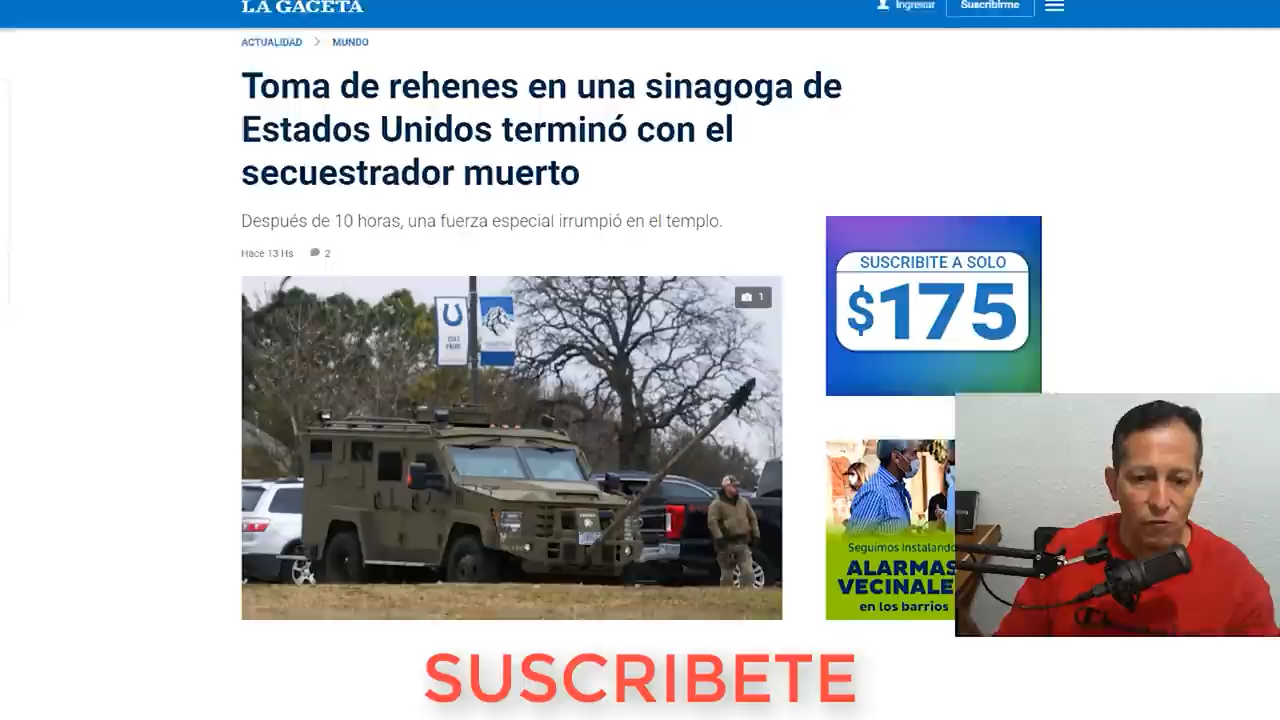 LA GACETA
Ingresar
Suscribirme
ACTUALIDAD > MUNDO
Toma de rehenes en una sinagoga de
Estados Unidos terminó con el
secuestrador muerto
Después de 10 horas, una fuerza especial irrumpió en el templo.
Hace 13 Hs
2
1
SUSCRIBITE A SOLO
$175
Seguimos instalando
ALARMAS
VECINALE
en los barrios
SUSCRIBETE